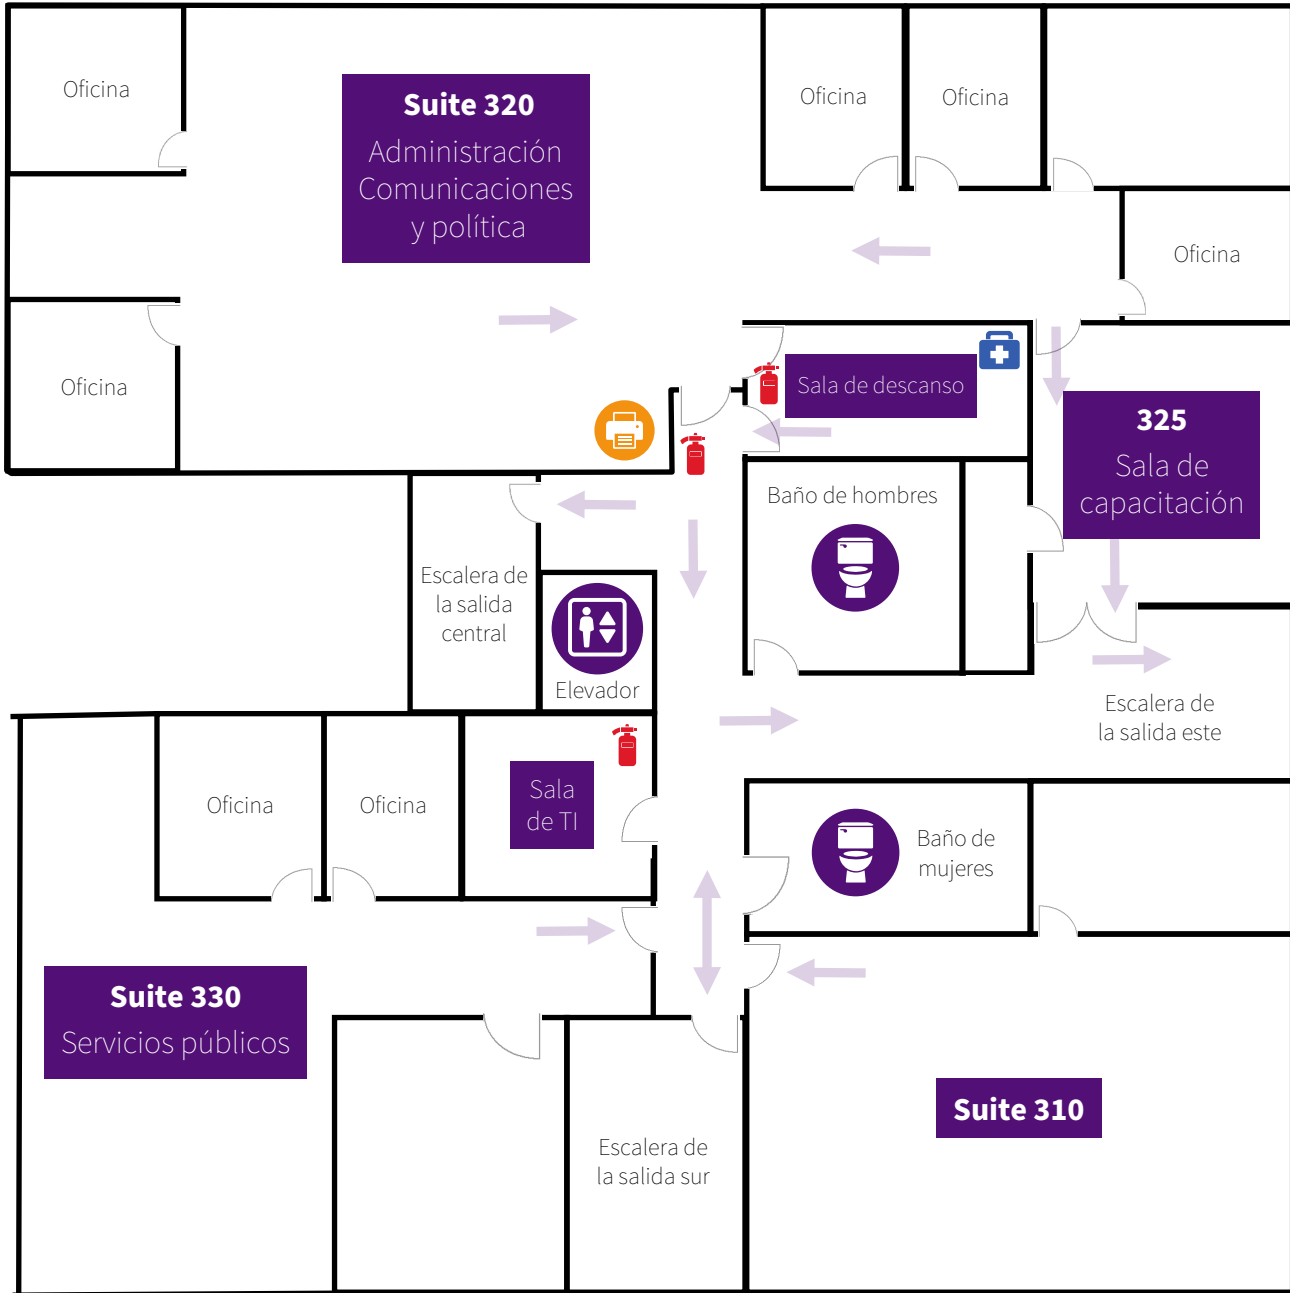 Oficina
Suite 320
Administración
Comunicaciones
y política
Oficina
Oficina
Oficina
Oficina
Sala de descanso
325
Sala de
capacitación
Baño de hombres
Escalera de
la salida
central
Elevador
Escalera de
la salida este
Oficina
Oficina
Sala
de TI
Baño de
mujeres
Suite 330
Servicios públicos
Suite 310
Escalera de
la salida sur